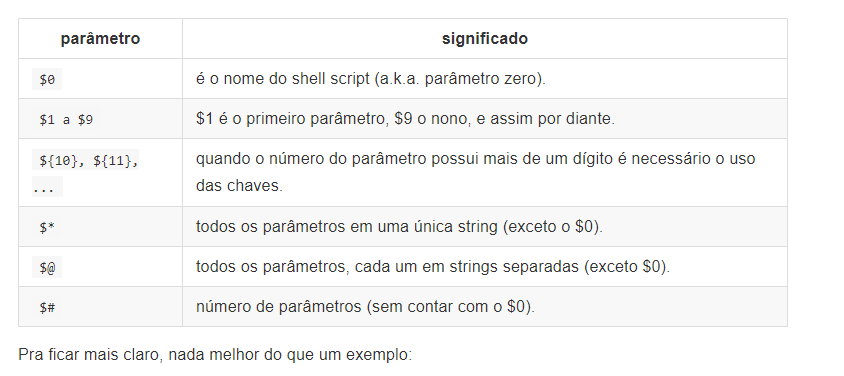 parâmetro significado
$0 é o nome do shell script (a.k.a. parâmetro zero).
$1 a $9 $1 é o primeiro parâmetro, $9 o nono, e assim por diante.
${10}, ${11}, quando o número do parâmetro possui mais de um dígito é necessário o uso
... das chaves.
$* todos os parâmetros em uma única string (exceto o $0).
$@ todos os parâmetros, cada um em strings separadas (exceto $0).
$# número de parâmetros (sem contar com o $0).
Pra ficar mais claro, nada melhor do que um exemplo: